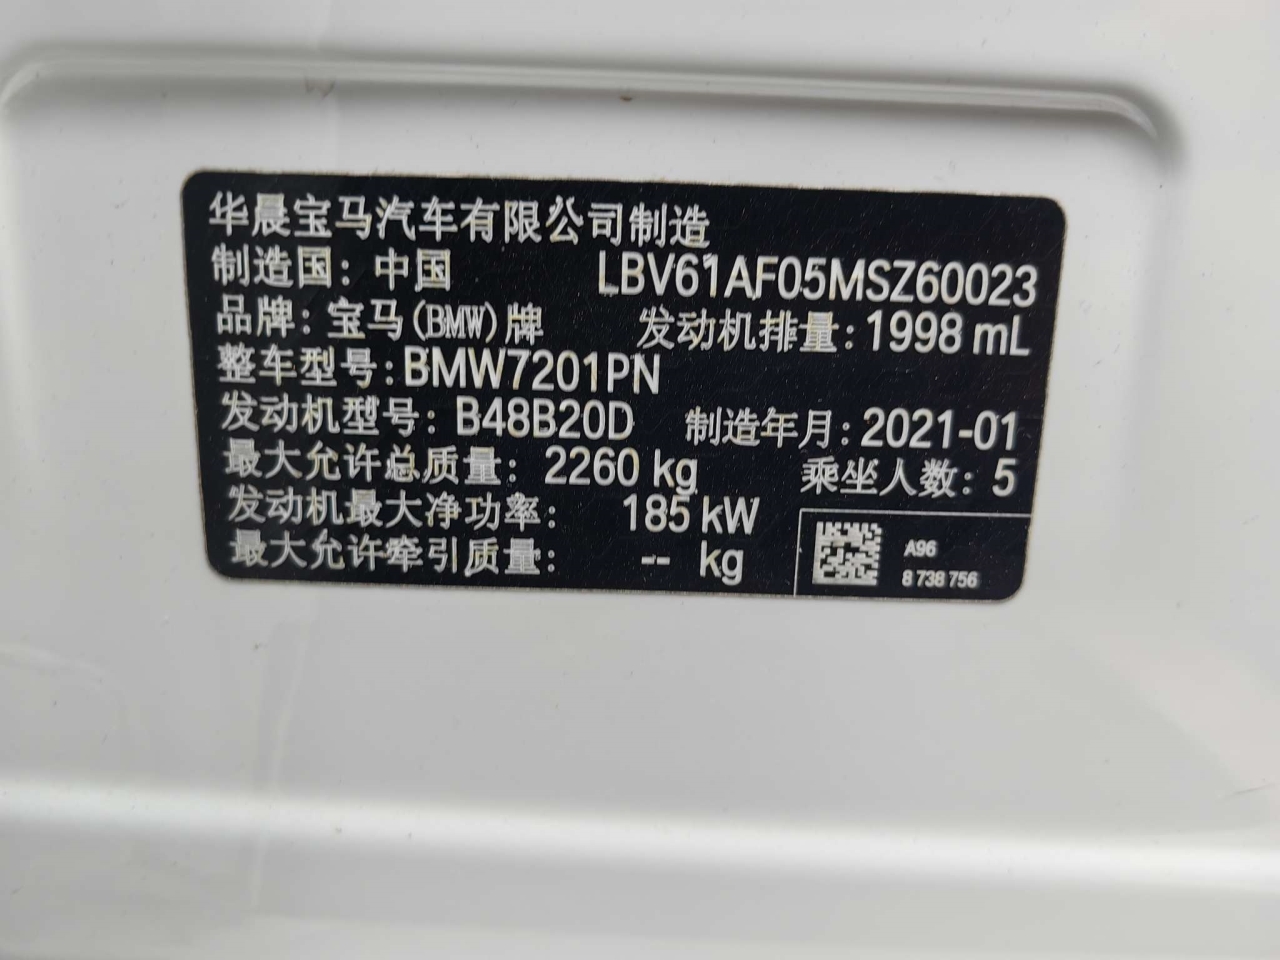 华晨宝马汽车有限公司制造
制造国：中国 LBV61AF05MSZ60023
品牌：宝马(BMW)牌 发动机排量：1998 mL
整车型号：BMW7201PN
发动机型号：B48B20D 制造年月：2021-01
最大允许总质量：2260 kg 乘坐人数：5
发动机最大净功率：185 kW
最大允许牵引质量：-- kg
A96
8 738 756